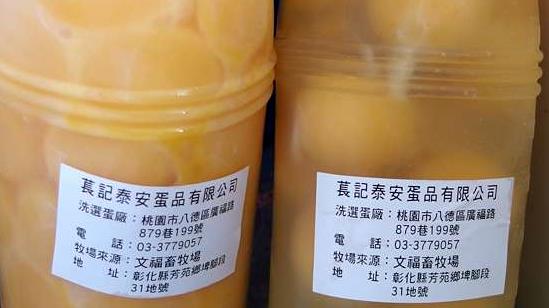 萇記泰安蛋品有限公司
洗選蛋廠：桃園市八德區廣福路
879巷199號
電　　話：03-3779057
牧場來源：文福畜牧場
地　　址：彰化縣芳苑鄉埤腳段
31地號
萇記泰安蛋品有限公司
洗選蛋廠：桃園市八德區廣福路
879巷199號
電　　話：03-3779057
牧場來源：文福畜牧場
地　　址：彰化縣芳苑鄉埤腳段
31地號